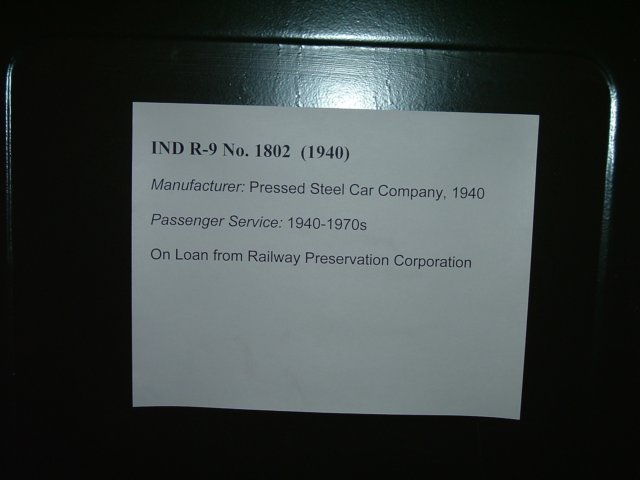 IND R-9 No. 1802 (1940)
Manufacturer: Pressed Steel Car Company, 1940
Passenger Service: 1940-1970s
On Loan from Railway Preservation Corporation